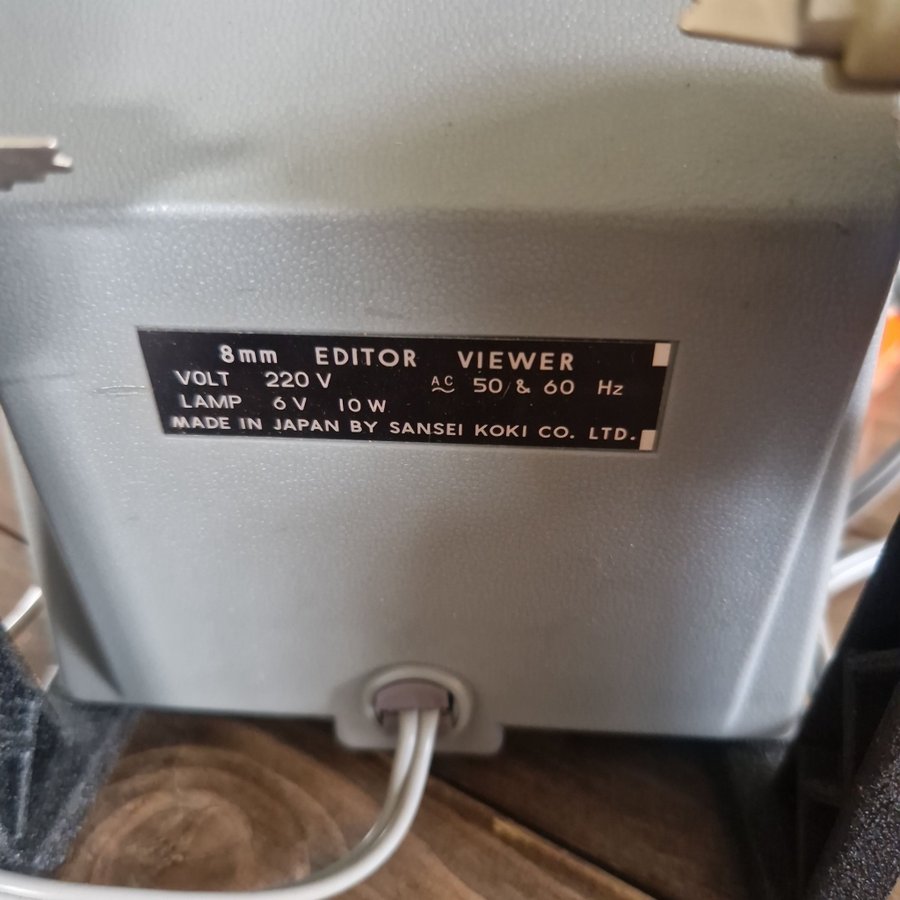 8mm EDITOR VIEWER
VOLT 220 V AC 50 & 60 Hz
LAMP 6 V 10 W
MADE IN JAPAN BY SANSEI KOKI CO. LTD.